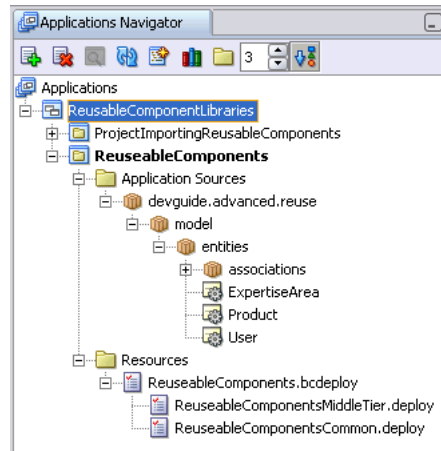 Applications Navigator
3
Applications
ReusableComponentLibraries
ProjectImportingReusableComponents
ReuseableComponents
Application Sources
devguide.advanced.reuse
model
entities
associations
ExpertiseArea
Product
User
Resources
ReuseableComponents.bcdeploy
ReuseableComponentsMiddleTier.deploy
ReuseableComponentsCommon.deploy